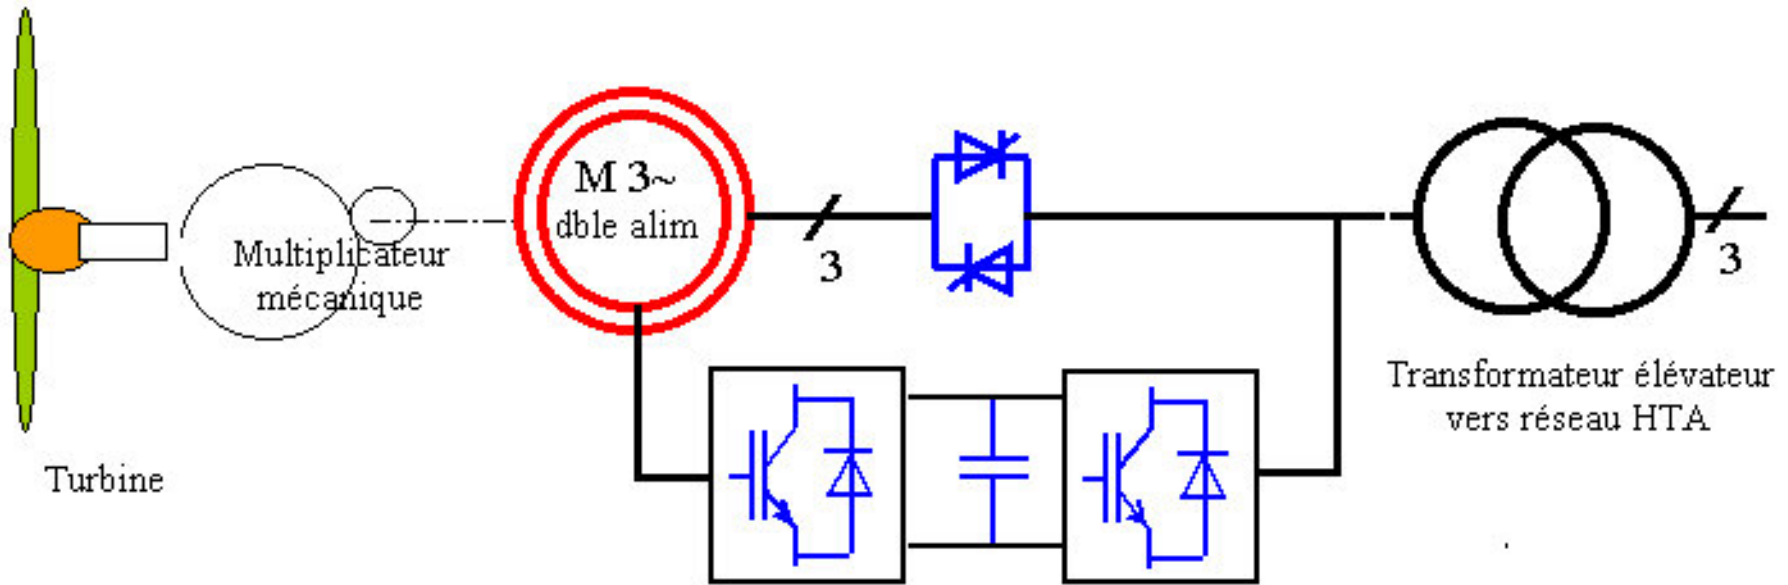 M 3~
dble alim
3
3
Multiplicateur
mécanique
Transformateur élévateur
vers réseau HTA
Turbine